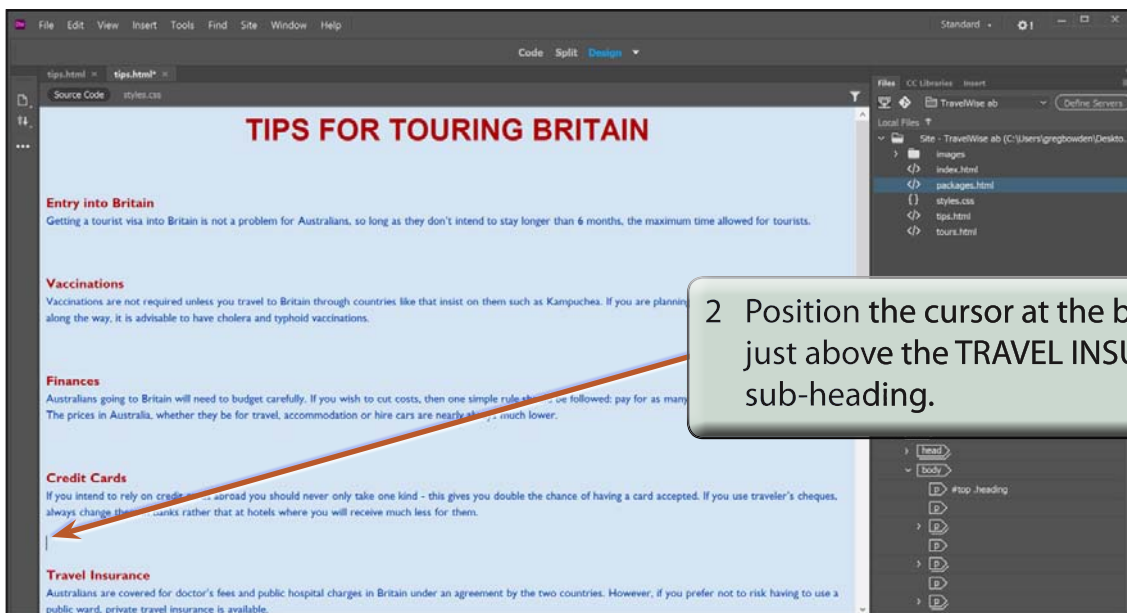 File Edit View Insert Tools Find Site Window Help
Standard
Code Split Design
tips.html × tips.html* ×
Source Code styles.css
TIPS FOR TOURING BRITAIN
Entry into Britain
Getting a tourist visa into Britain is not a problem for Australians, so long as they don't intend to stay longer than 6 months, the maximum time allowed for tourists.
Vaccinations
Vaccinations are not required unless you travel to Britain through countries like that insist on them such as Kampuchea. If you are planning
along the way, it is advisable to have cholera and typhoid vaccinations.
Finances
Australians going to Britain will need to budget carefully. If you wish to cut costs, then one simple rule should be followed: pay for as many
The prices in Australia, whether they be for travel, accommodation or hire cars are nearly always much lower.
Credit Cards
If you intend to rely on credit cards abroad you should never only take one kind - this gives you double the chance of having a card accepted. If you use traveler's cheques,
always change them banks rather that at hotels where you will receive much less for them.
Travel Insurance
Australians are covered for doctor's fees and public hospital charges in Britain under an agreement by the two countries. However, if you prefer not to risk having to use a
public ward, private travel insurance is available.
Files CC Libraries Insert
TravelWise ab Define Servers
Local Files
Site - TravelWise ab (C:\Users\gregbowden\Deskto...
images
index.html
packages.html
styles.css
tips.html
tours.html
2 Position the cursor at the b
just above the TRAVEL INSU
sub-heading.
head
body
p #top .heading
p
p
p
p
p
p